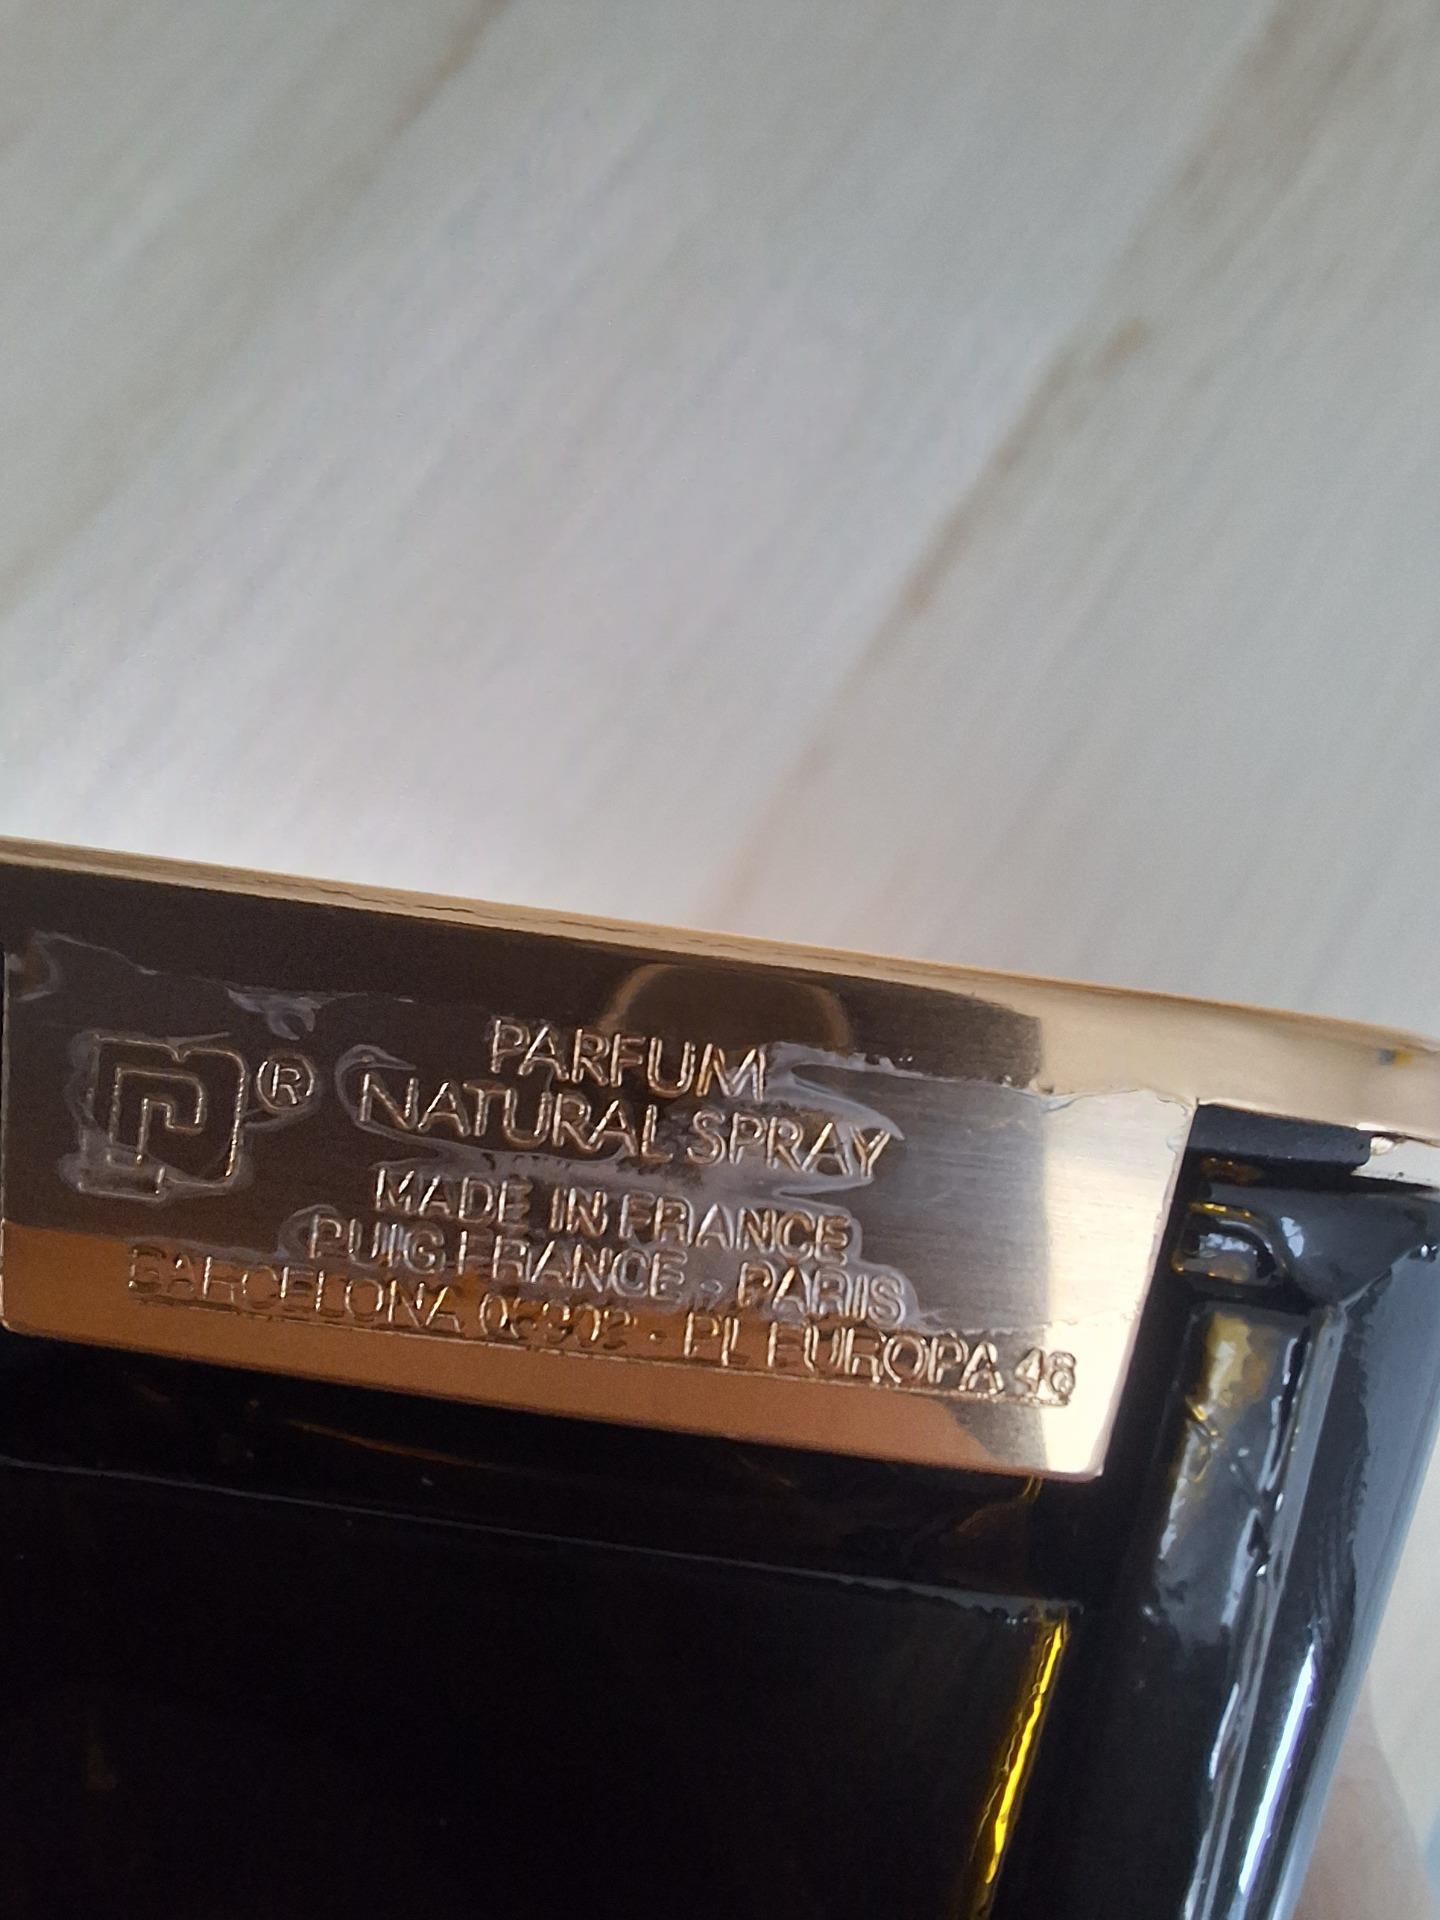 ®
PARFUM
NATURAL SPRAY
MADE IN FRANCE
PUIG FRANCE - PARIS
BARCELONA - PL EUROPA 46